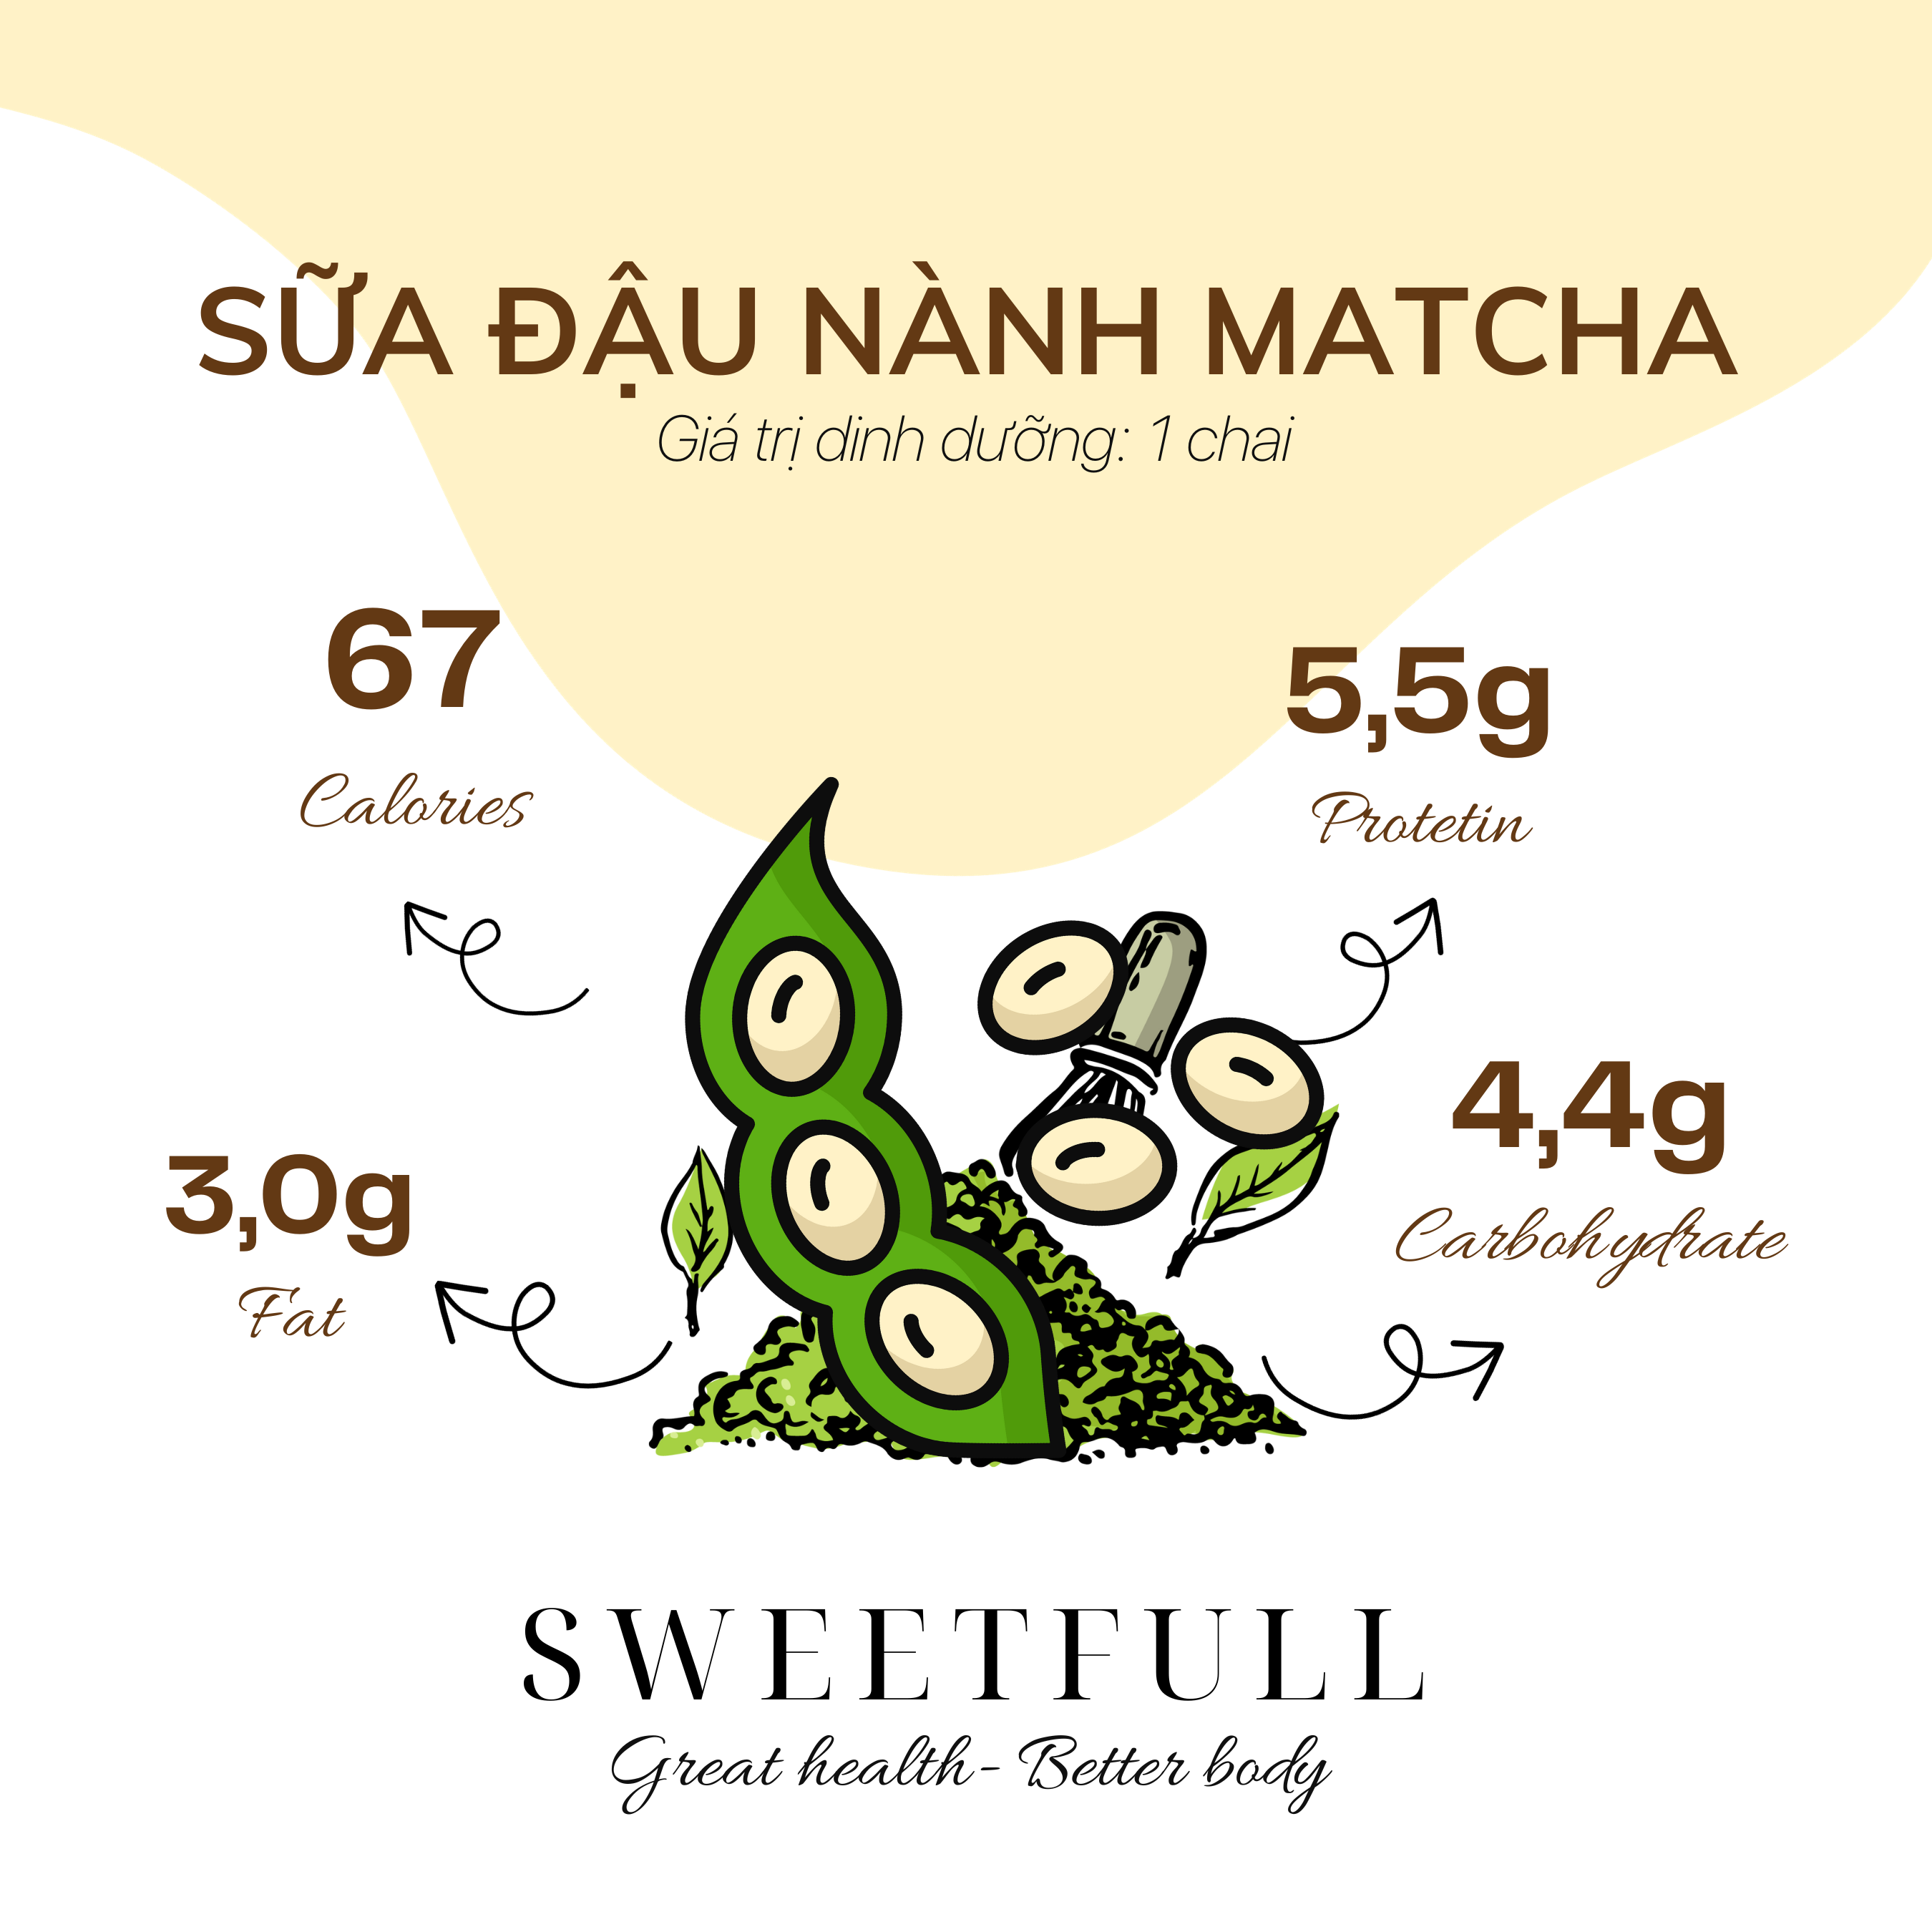 SỮA ĐẬU NÀNH MATCHA
Giá trị dinh dưỡng: 1 chai
67
Calories
5,5g
Protetin
3,0g
Fat
4,4g
Carbohydrate
SWEETFULL
Great health - Better body